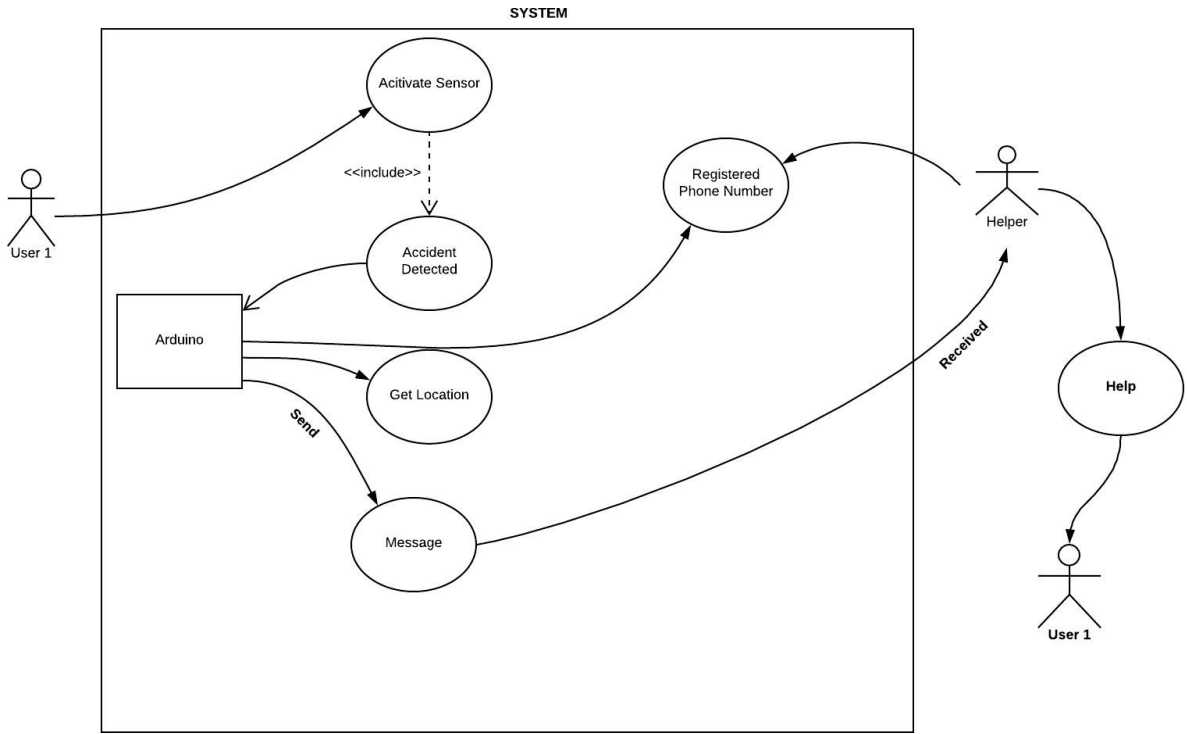 SYSTEM
Acitivate Sensor
<<include>>
Registered
Phone Number
Helper
User 1
Accident
Detected
Arduino
Received
Get Location
Help
Send
Message
User 1